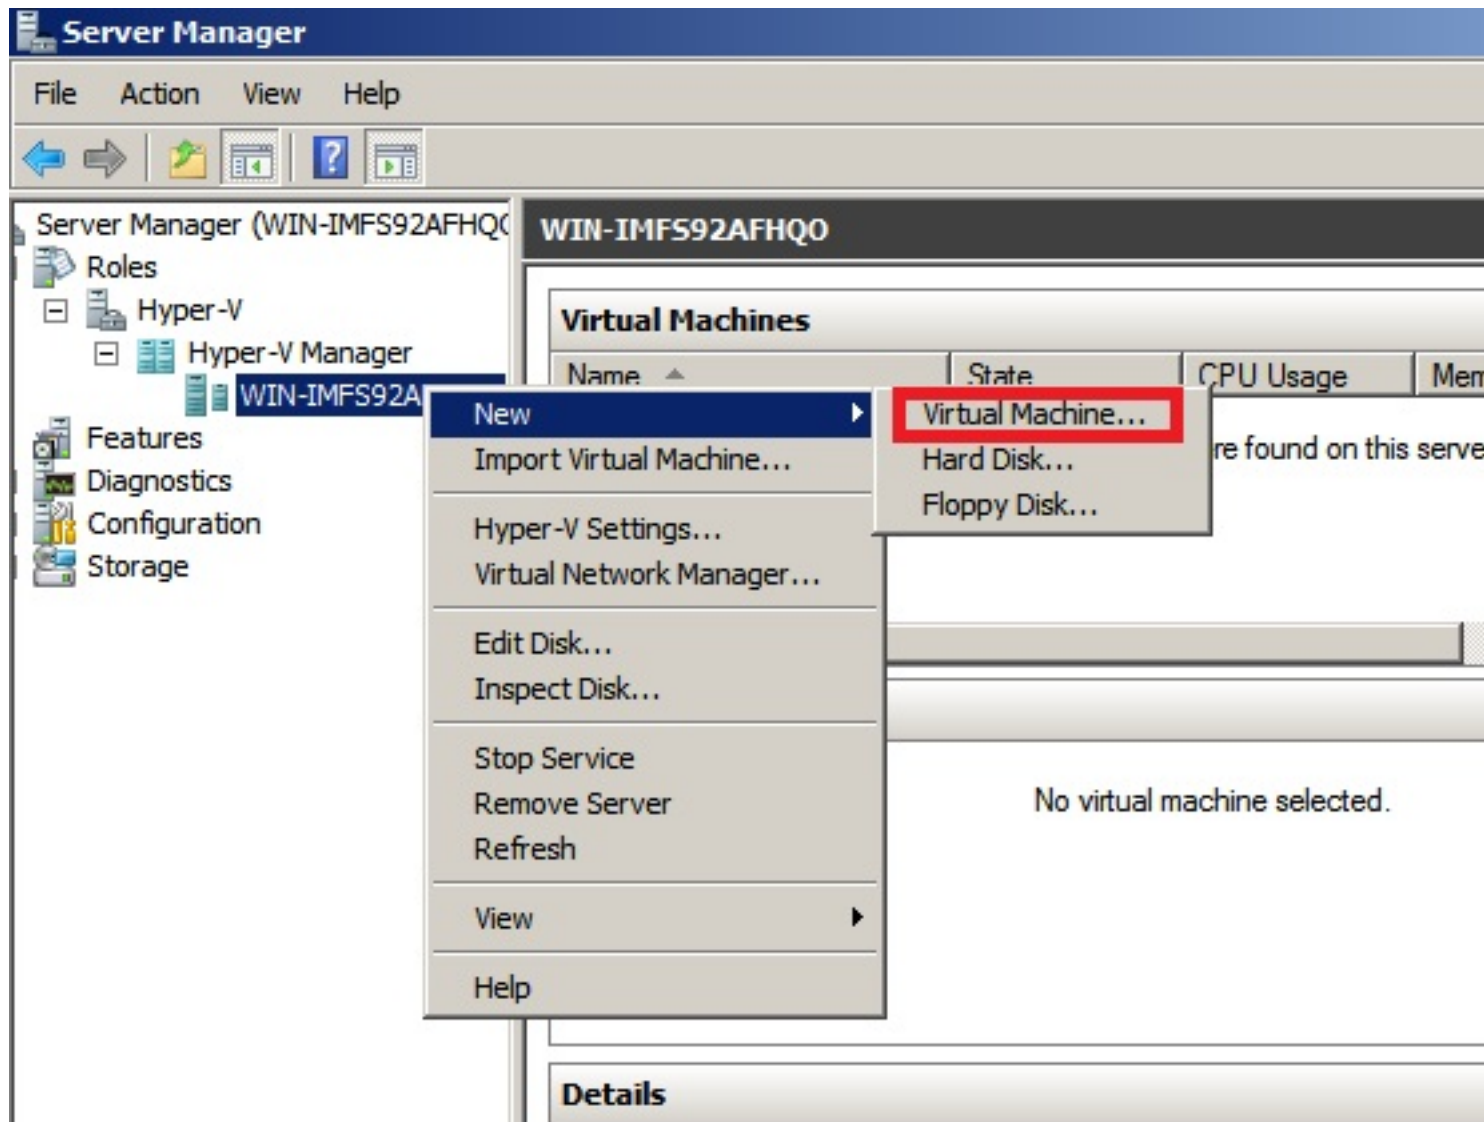 Server Manager
File Action View Help
Server Manager (WIN-IMFS92AFHQO
Roles
Hyper-V
Hyper-V Manager
WIN-IMFS92A
Features
Diagnostics
Configuration
Storage
WIN-IMFS92AFHQO
Virtual Machines
Name State CPU Usage Mem
found on this serve
New
Import Virtual Machine...
Hyper-V Settings...
Virtual Network Manager...
Edit Disk...
Inspect Disk...
Stop Service
Remove Server
Refresh
View
Help
Virtual Machine...
Hard Disk...
Floppy Disk...
No virtual machine selected.
Details